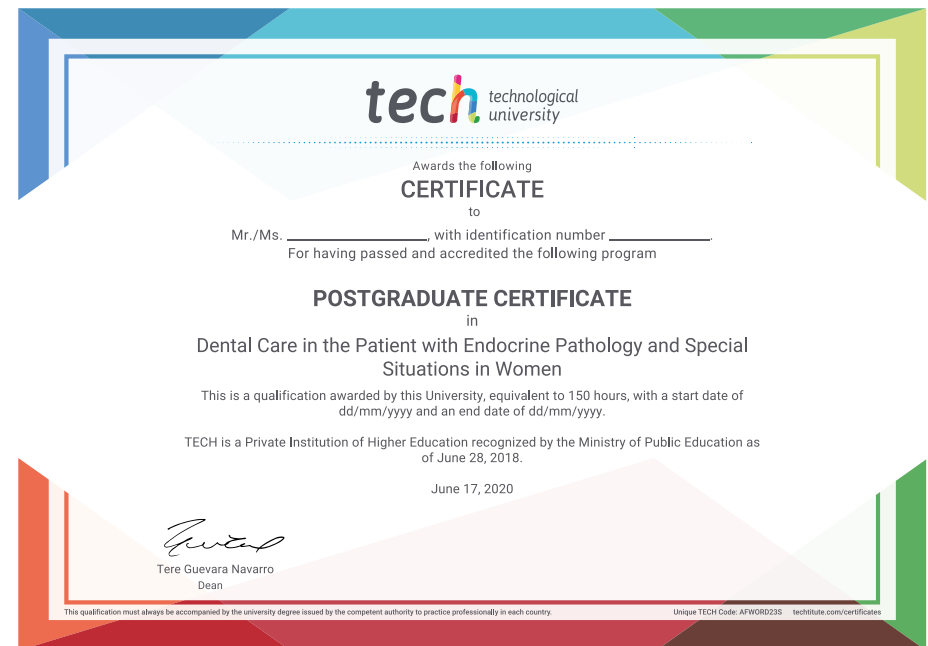 tech technological
university
Awards the following
CERTIFICATE
to
Mr./Ms. ____________________, with identification number ______________.
For having passed and accredited the following program
POSTGRADUATE CERTIFICATE
in
Dental Care in the Patient with Endocrine Pathology and Special
Situations in Women
This is a qualification awarded by this University, equivalent to 150 hours, with a start date of
dd/mm/yyyy and an end date of dd/mm/yyyy.
TECH is a Private Institution of Higher Education recognized by the Ministry of Public Education as
of June 28, 2018.
June 17, 2020
Tere Guevara Navarro
Dean
This qualification must always be accompanied by the university degree issued by the competent authority to practice professionally in each country. Unique TECH Code: AFWORD23S techtitute.com/certificates